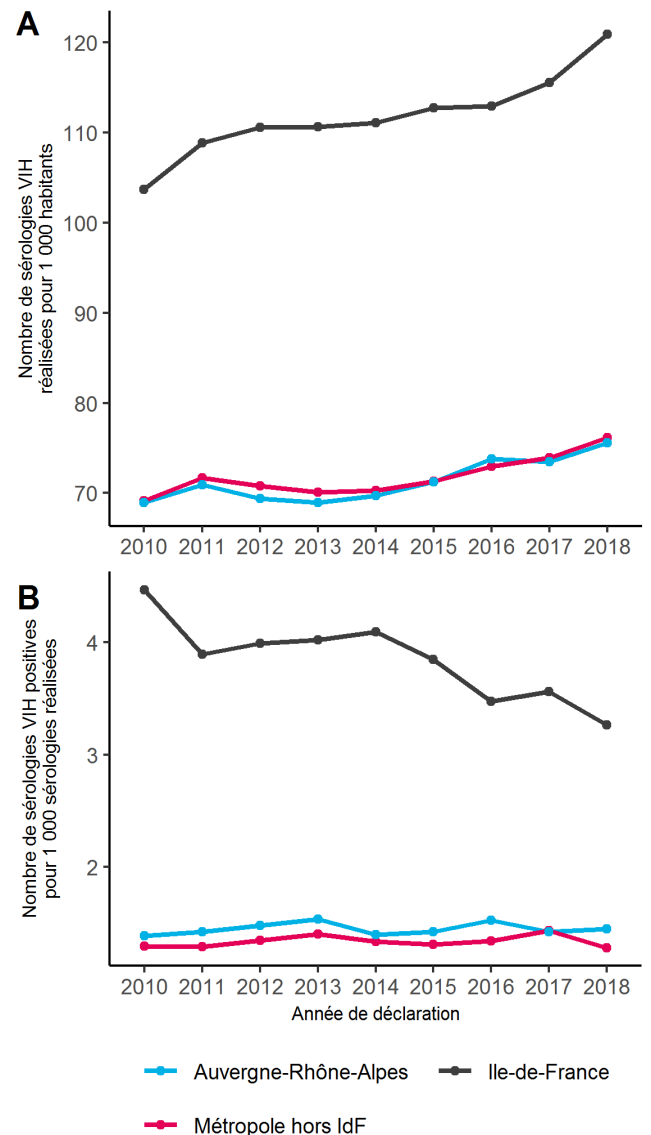 A
Nombre de sérologies VIH
réalisées pour 1 000 habitants
120
110
100
90
80
70
2010 2011 2012 2013 2014 2015 2016 2017 2018
B
Nombre de sérologies VIH positives
pour 1 000 sérologies réalisées
4
3
2
2010 2011 2012 2013 2014 2015 2016 2017 2018
Année de déclaration
Auvergne-Rhône-Alpes Ile-de-France
Métropole hors IdF